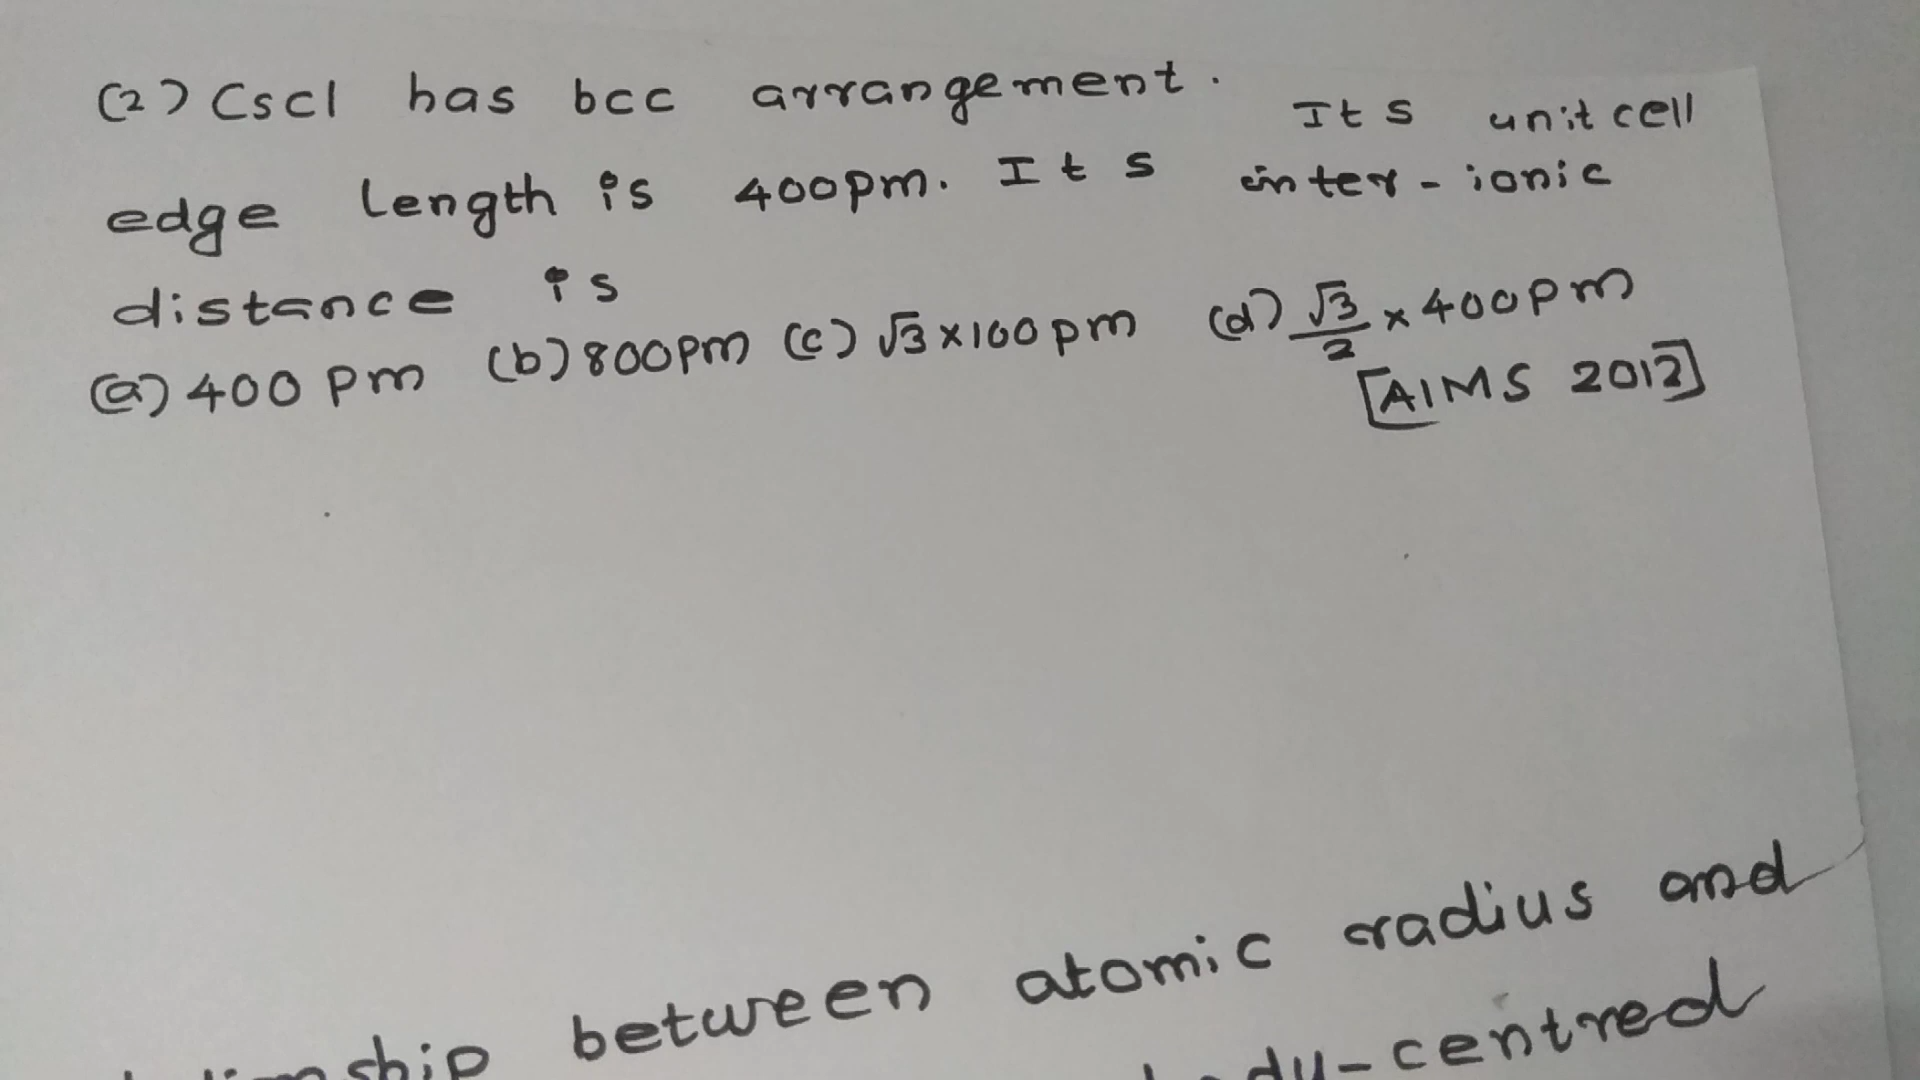 (2) Cscl has bcc arrangement. Its unit cell
edge length is 400pm. Its inter-ionic
distance is
(a) 400 pm (b) 800pm (c) √3 x 100 pm (d) √3/2 x 400pm
[AIMS 2013]
between atomic radius and
centred